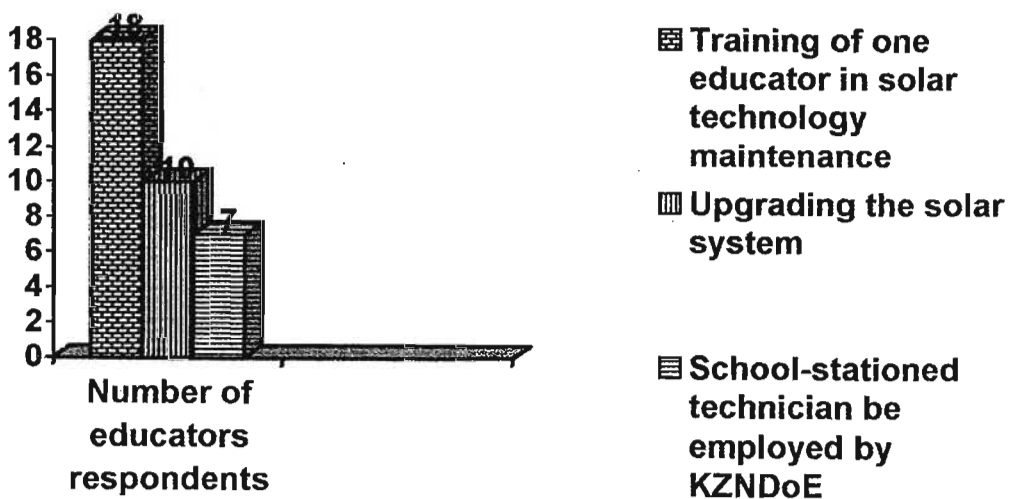 18
18
16
14
12
10
8
6
4
2
0
10
7
Number of
educators
respondents
Training of one
educator in solar
technology
maintenance
Upgrading the solar
system
School-stationed
technician be
employed by
KZNDoE